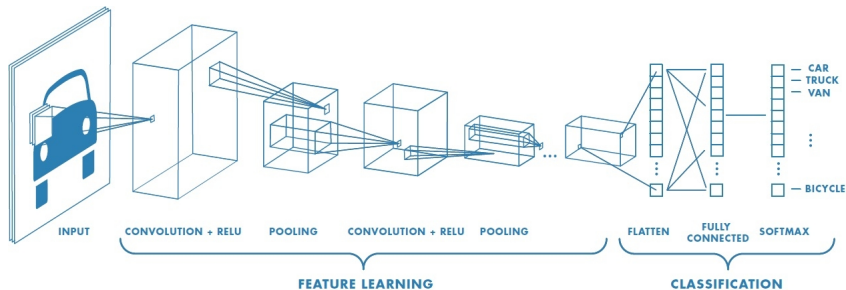 CAR
TRUCK
VAN
BICYCLE
INPUT
CONVOLUTION + RELU
POOLING
CONVOLUTION + RELU
POOLING
FLATTEN
FULLY
CONNECTED
SOFTMAX
FEATURE LEARNING
CLASSIFICATION